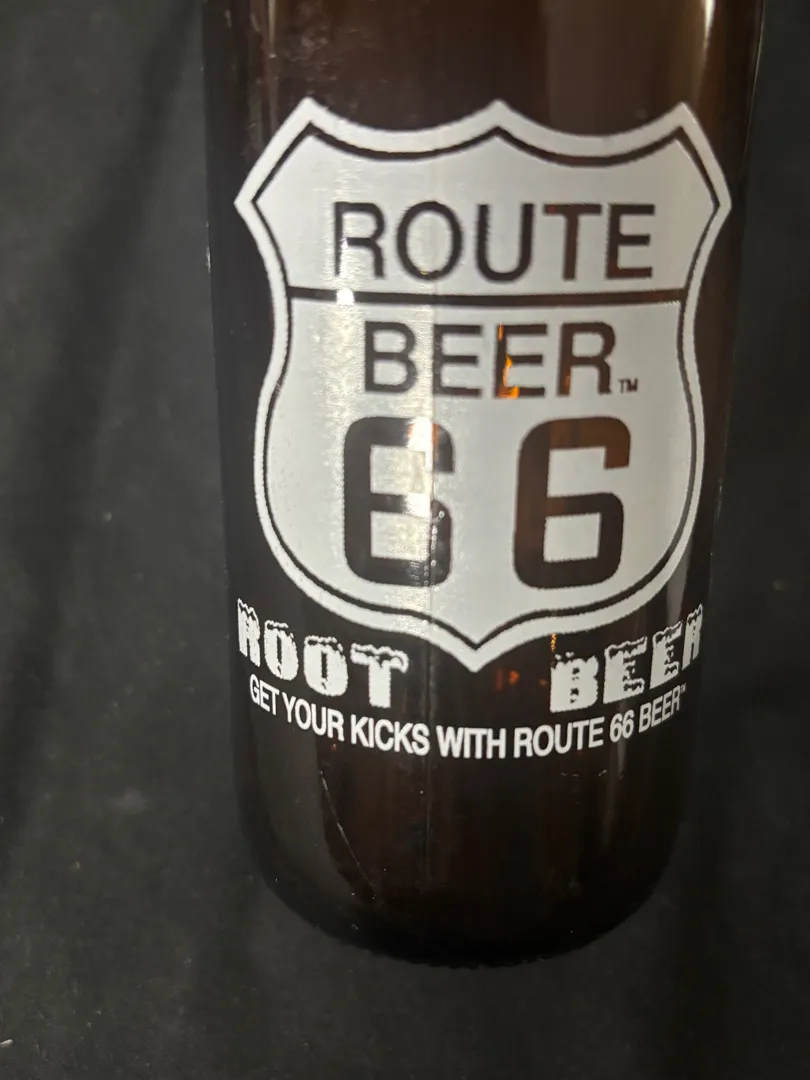 ROUTE
BEER™
66
ROOT BEER
GET YOUR KICKS WITH ROUTE 66 BEER™